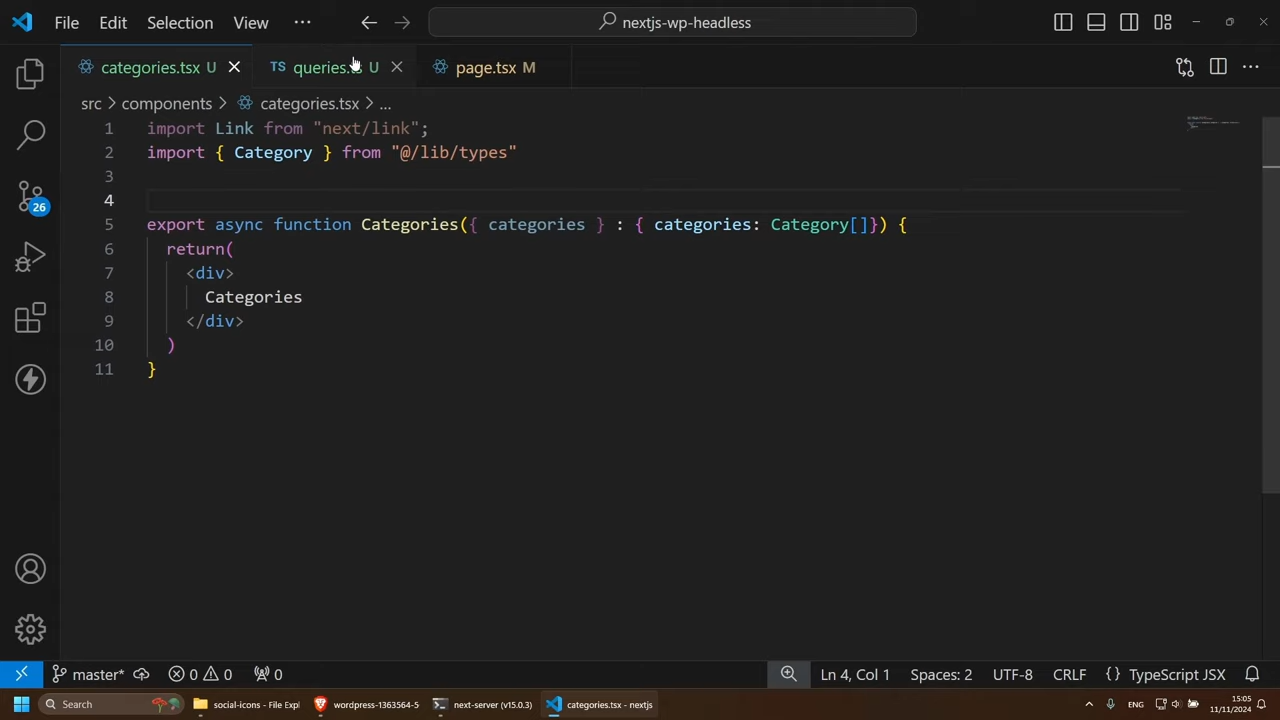 File Edit Selection View ··· nextjs-wp-headless
categories.tsx U queries. U page.tsx M
src > components > categories.tsx > ...
1 import Link from "next/link";
2 import { Category } from "@/lib/types"
3
4
5 export async function Categories({ categories } : { categories: Category[]}) {
6 return(
7 <div>
8 Categories
9 </div>
10 )
11 }
26
master* 0 0 0 Ln 4, Col 1 Spaces: 2 UTF-8 CRLF {} TypeScript JSX
Search social-icons - File Expl wordpress-1363564-5 next-server (v15.0.3) categories.tsx - nextjs ENG 15:05
11/11/2024